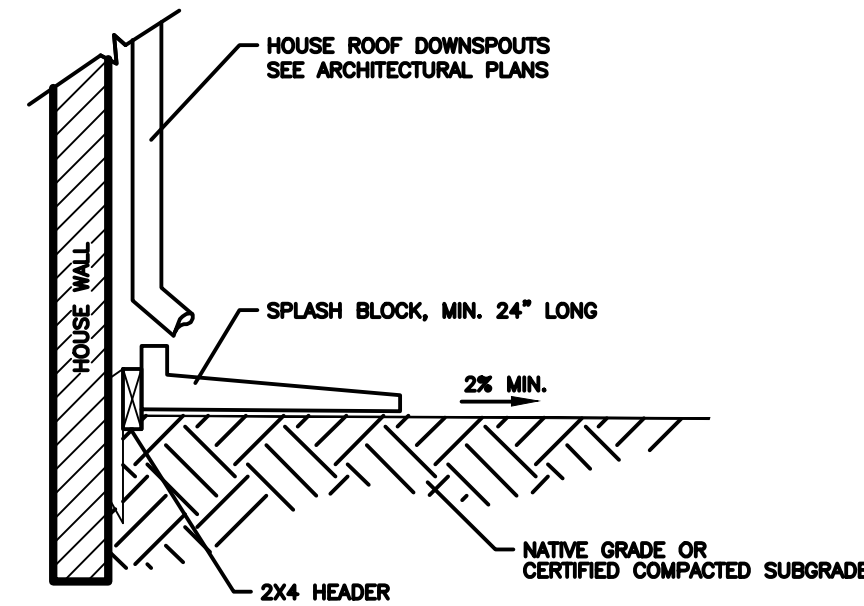 HOUSE ROOF DOWNSPOUTS
SEE ARCHITECTURAL PLANS
HOUSE WALL
SPLASH BLOCK, MIN. 24" LONG
2% MIN.
NATIVE GRADE OR
CERTIFIED COMPACTED SUBGRADE
2X4 HEADER